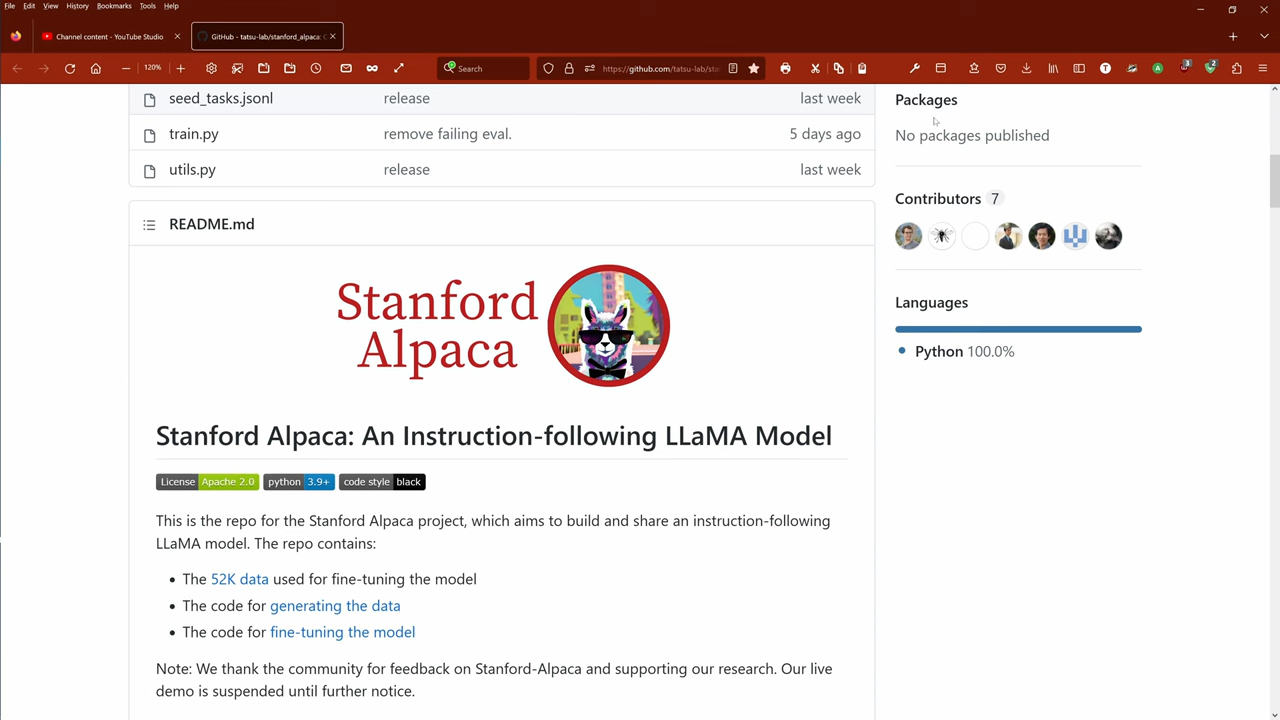 File Edit View History Bookmarks Tools Help
Channel content - YouTube Studio
GitHub - tatsu-lab/stanford_alpaca:
120%
Search
https://github.com/tatsu-lab/sta
3
2
seed_tasks.jsonl release last week
train.py remove failing eval. 5 days ago
utils.py release last week
README.md
Stanford
Alpaca
Stanford Alpaca: An Instruction-following LLaMA Model
License Apache 2.0 python 3.9+ code style black
This is the repo for the Stanford Alpaca project, which aims to build and share an instruction-following
LLaMA model. The repo contains:
• The 52K data used for fine-tuning the model
• The code for generating the data
• The code for fine-tuning the model
Note: We thank the community for feedback on Stanford-Alpaca and supporting our research. Our live
demo is suspended until further notice.
Packages
No packages published
Contributors 7
Languages
Python 100.0%